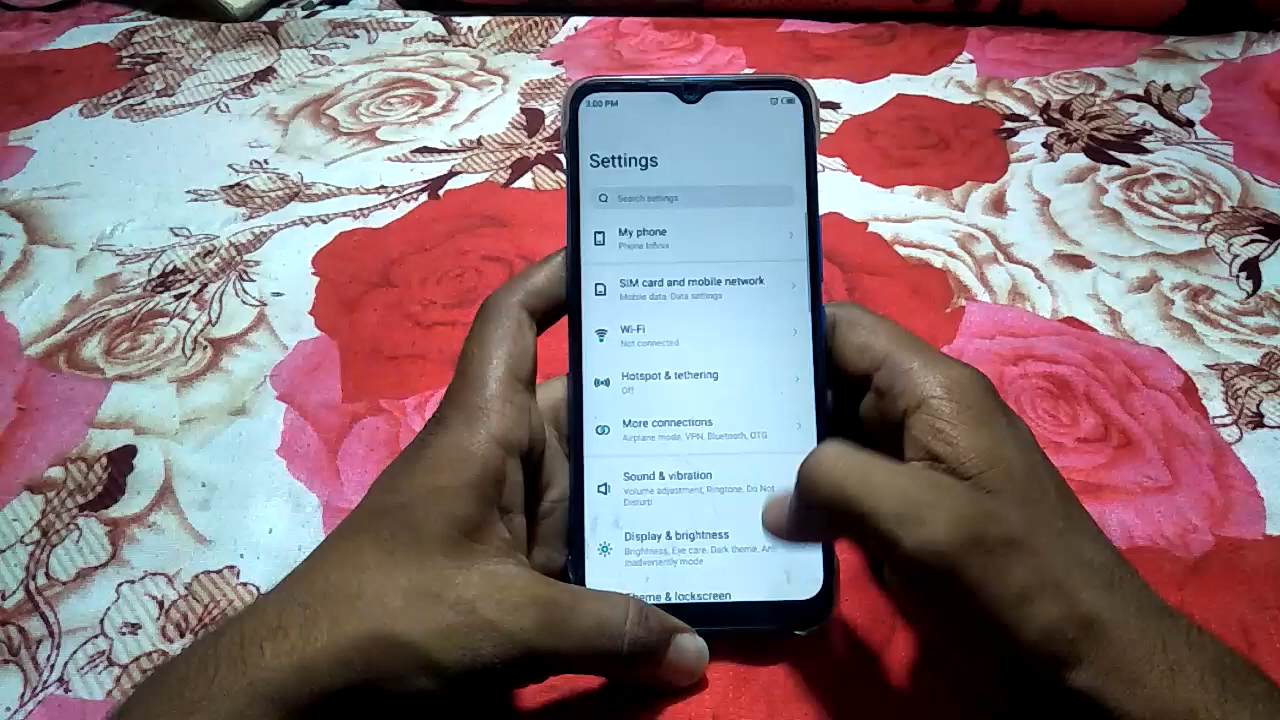 3:00 PM
Settings
Search settings
My phone
Phone
SIM card and mobile network
Mobile data, Data settings
Wi-Fi
Not connected
Hotspot & tethering
Off
More connections
Airplane mode, VPN, Bluetooth, OTG
Sound & vibration
Volume adjustment, Ringtone, Do Not
Disturb
Display & brightness
Brightness, Eye care, Dark theme,
inadvertently mode
Theme & lockscreen